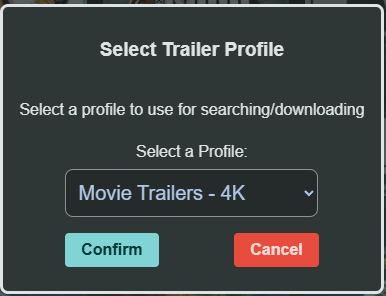 Select Trailer Profile
Select a profile to use for searching/downloading
Select a Profile:
Movie Trailers - 4K
Confirm
Cancel